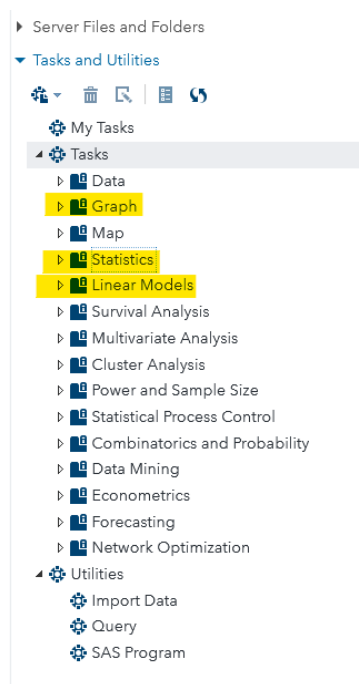 Server Files and Folders
Tasks and Utilities
My Tasks
Tasks
Data
Graph
Map
Statistics
Linear Models
Survival Analysis
Multivariate Analysis
Cluster Analysis
Power and Sample Size
Statistical Process Control
Combinatorics and Probability
Data Mining
Econometrics
Forecasting
Network Optimization
Utilities
Import Data
Query
SAS Program